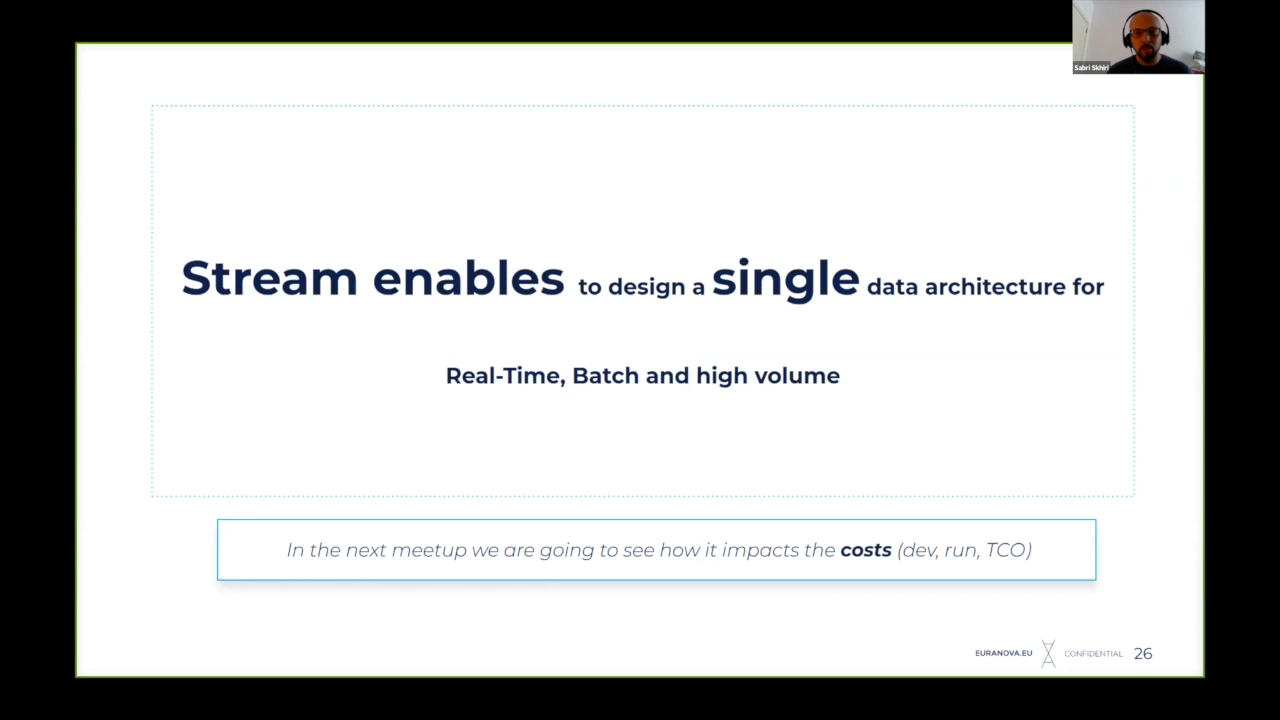 Sabri Skhiri
Stream enables to design a single data architecture for
Real-Time, Batch and high volume
In the next meetup we are going to see how it impacts the costs (dev, run, TCO)
EURANOVA.EU CONFIDENTIAL 26